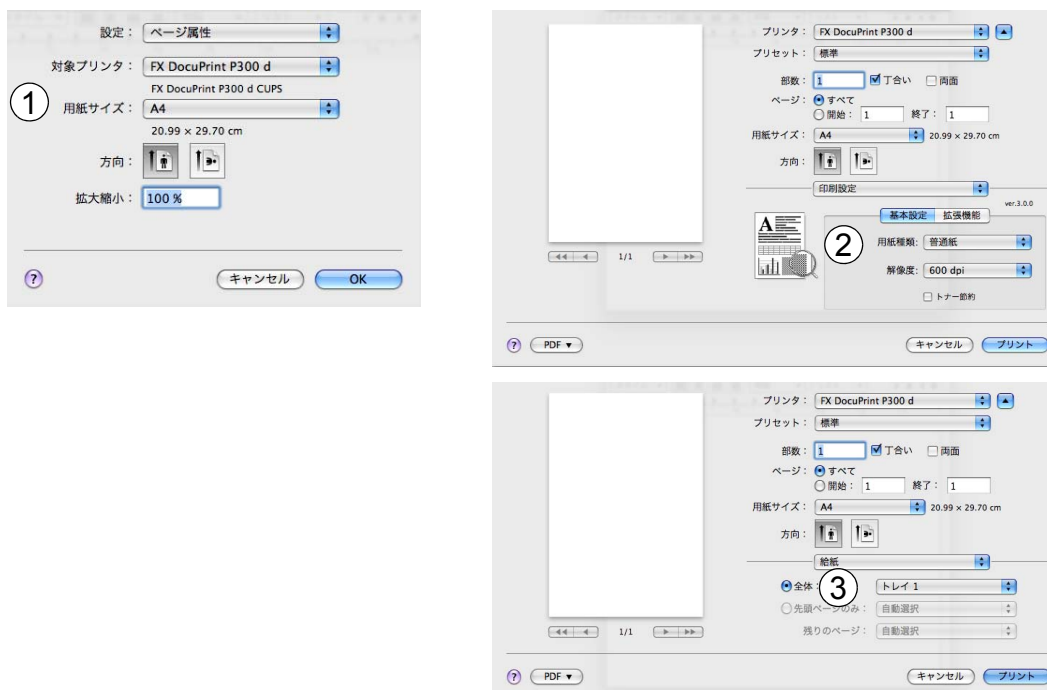 設定： ページ属性
対象プリンタ： FX DocuPrint P300 d
FX DocuPrint P300 d CUPS
① 用紙サイズ： A4
20.99 × 29.70 cm
方向：
拡大縮小： 100 %
? キャンセル OK
プリンタ： FX DocuPrint P300 d
プリセット： 標準
部数： 1 丁合い 両面
ページ： すべて
開始： 1 終了： 1
用紙サイズ： A4 20.99 × 29.70 cm
方向：
印刷設定
ver.3.0.0
基本設定 拡張機能
② 用紙種類: 普通紙
1/1
解像度: 600 dpi
トナー節約
? PDF ▼ キャンセル プリント
プリンタ： FX DocuPrint P300 d
プリセット： 標準
部数： 1 丁合い 両面
ページ： すべて
開始： 1 終了： 1
用紙サイズ： A4 20.99 × 29.70 cm
方向：
給紙
全体： ③ トレイ 1
先頭ページのみ： 自動選択
1/1
残りのページ： 自動選択
? PDF ▼ キャンセル プリント